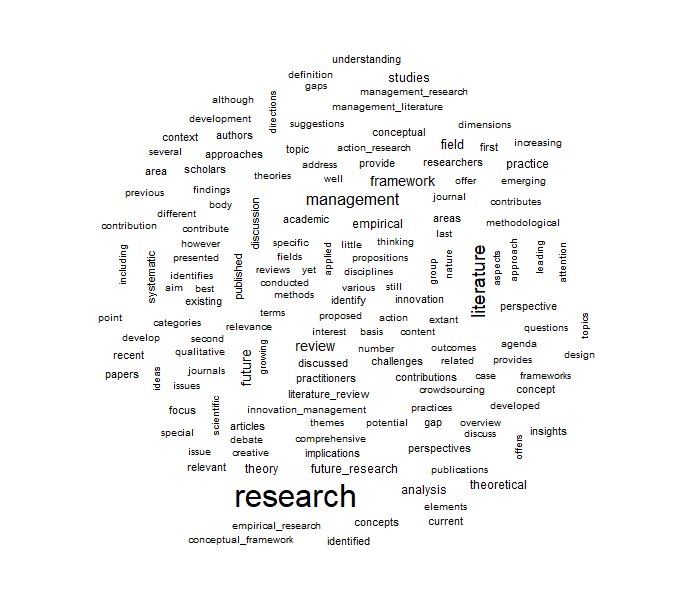 understanding
definition
studies
gaps
management_research
although
directions
management_literature
development
suggestions
dimensions
conceptual
context
authors
field
first
increasing
several
approaches
topic
action_research
area
scholars
address
provide
researchers
practice
theories
well
framework
offer
emerging
previous
findings
body
management
journal
contributes
different
discussion
academic
empirical
areas
methodological
contribution
contribute
last
however
specific
little
thinking
including
systematic
presented
published
fields
applied
propositions
group
nature
literature
aspects
approach
leading
attention
identifies
reviews
yet
disciplines
aim
best
conducted
various
still
existing
methods
identify
innovation
perspective
point
categories
terms
proposed
action
extant
topics
develop
second
relevance
interest
basis
content
questions
recent
qualitative
future
growing
review
number
outcomes
agenda
design
papers
ideas
journals
discussed
challenges
related
provides
issues
practitioners
contributions
case
frameworks
literature_review
crowdsourcing
concept
focus
scientific
innovation_management
practices
developed
special
articles
themes
potential
gap
overview
insights
debate
comprehensive
discuss
issue
creative
implications
perspectives
offers
relevant
theory
future_research
publications
research
analysis
theoretical
elements
empirical_research
concepts
current
conceptual_framework
identified